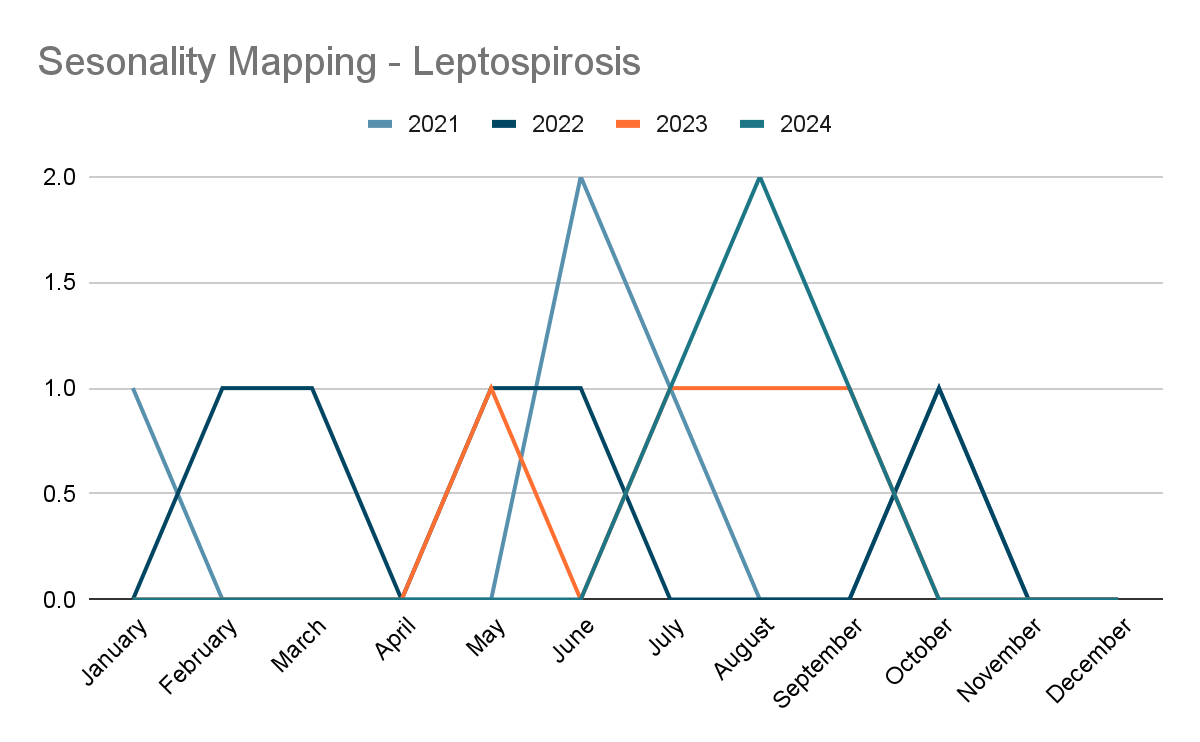 Sesonality Mapping - Leptospirosis
2021 2022 2023 2024
2.0
1.5
1.0
0.5
0.0
January February March April May June July August September October November December